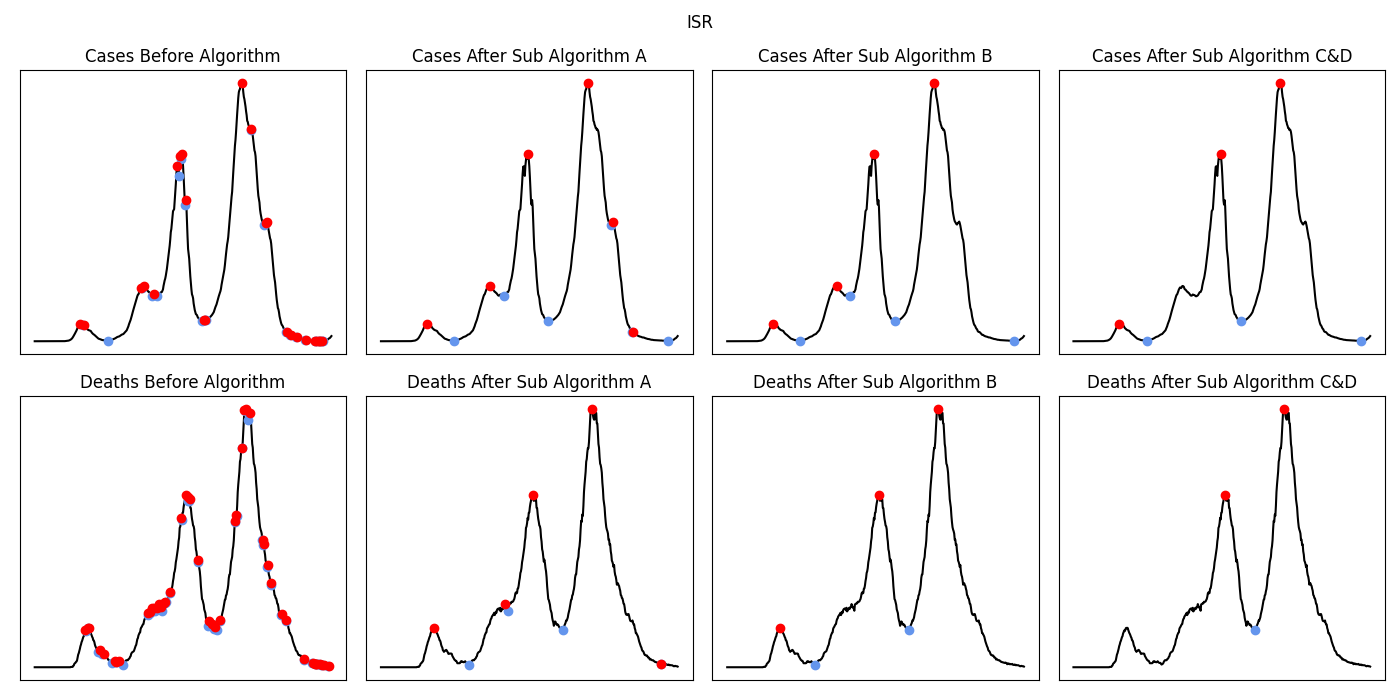 ISR
Cases Before Algorithm
Cases After Sub Algorithm A
Cases After Sub Algorithm B
Cases After Sub Algorithm C&D
Deaths Before Algorithm
Deaths After Sub Algorithm A
Deaths After Sub Algorithm B
Deaths After Sub Algorithm C&D